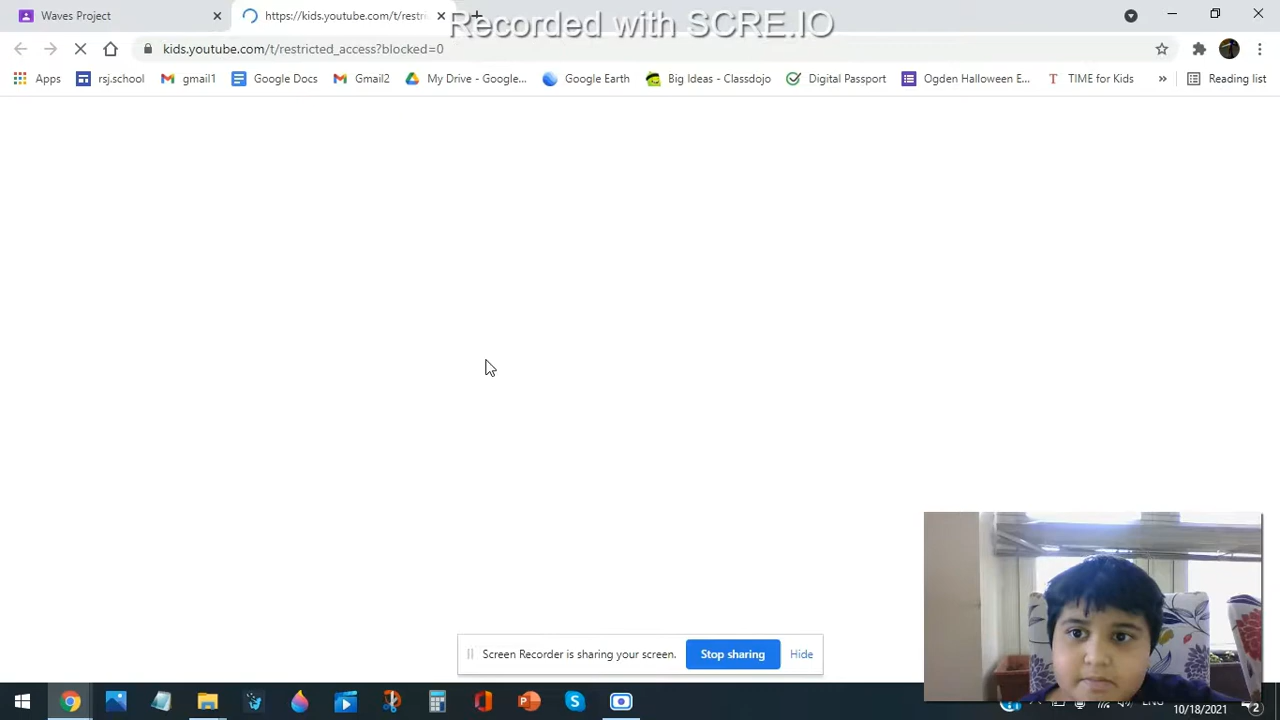 Waves Project
https://kids.youtube.com/t/restr
Recorded with SCRE.IO
kids.youtube.com/t/restricted_access?blocked=0
Apps rsj.school gmail1 Google Docs Gmail2 My Drive - Google... Google Earth Big Ideas - Classdojo Digital Passport Ogden Halloween E... T TIME for Kids » Reading list
Screen Recorder is sharing your screen. Stop sharing Hide
10/18/2021 2